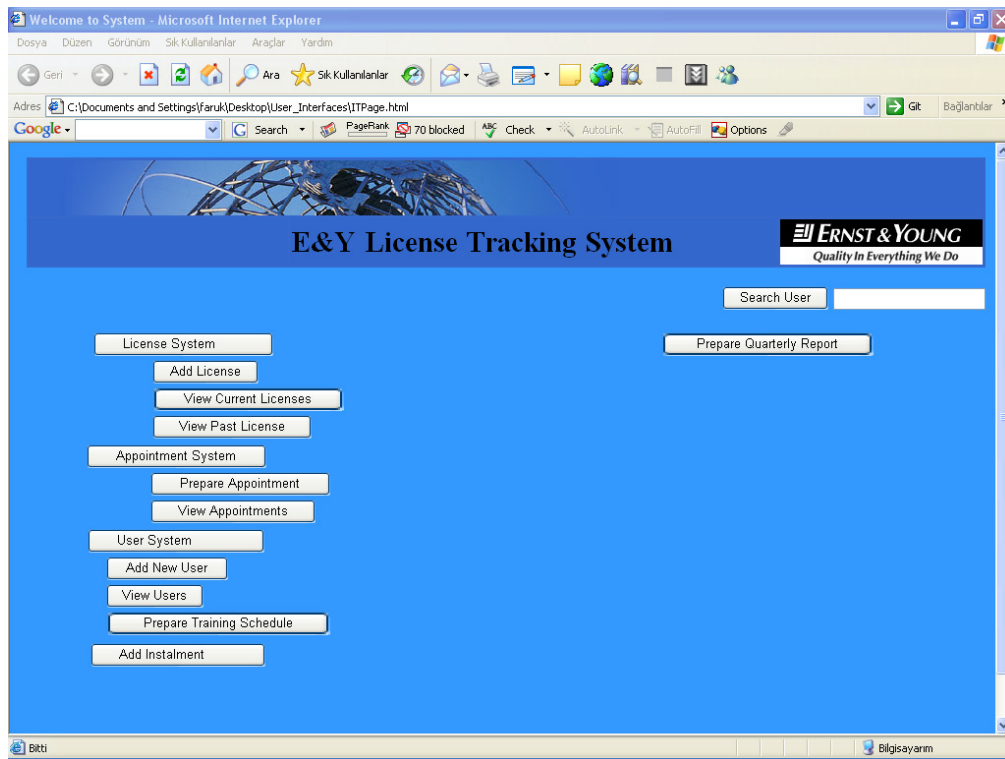 Welcome to System - Microsoft Internet Explorer
Dosya Düzen Görünüm Sık Kullanılanlar Araçlar Yardım
Geri Ara Sık Kullanılanlar
Adres C:\Documents and Settings\faruk\Desktop\User_Interfaces\ITPage.html Git Bağlantılar
Google Search PageRank 70 blocked ABC Check AutoLink AutoFill Options
E&Y License Tracking System
ERNST & YOUNG
Quality In Everything We Do
Search User
License System
Prepare Quarterly Report
Add License
View Current Licenses
View Past License
Appointment System
Prepare Appointment
View Appointments
User System
Add New User
View Users
Prepare Training Schedule
Add Instalment
Bitti Bilgisayarım